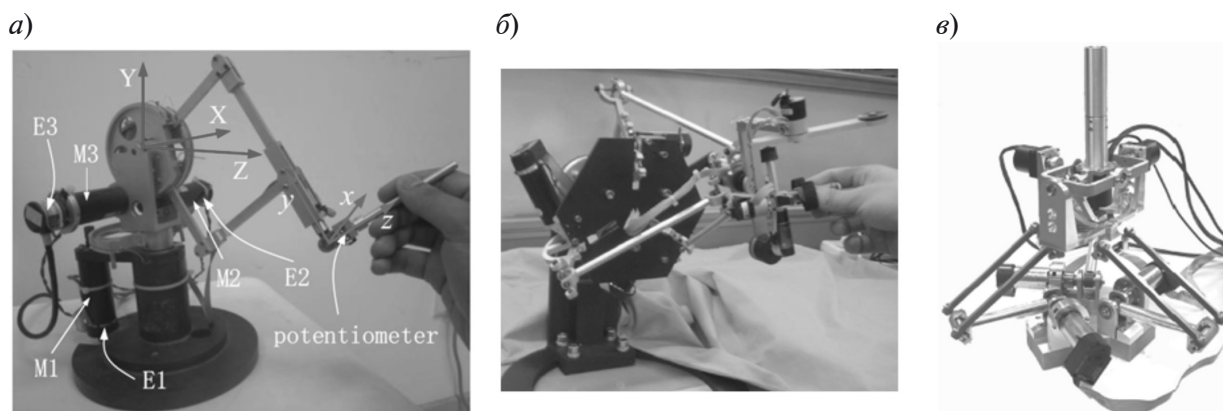 а) б) в)
Y
E3
X
M3
Z
x
y
z
M2 E2
potentiometer
M1 E1